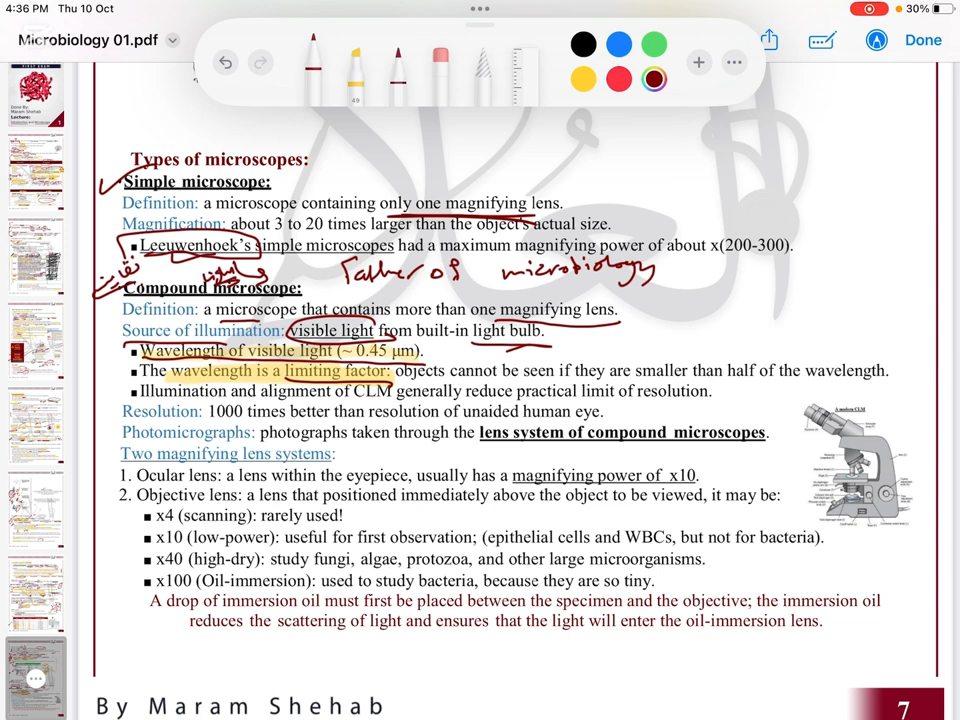 4:36 PM Thu 10 Oct
30%
Microbiology 01.pdf
Done
49
Types of microscopes:
Simple microscope:
Definition: a microscope containing only one magnifying lens.
Magnification: about 3 to 20 times larger than the object's actual size.
▪ Leeuwenhoek's simple microscopes had a maximum magnifying power of about x(200-300).
Father of microbiology
Compound microscope:
Definition: a microscope that contains more than one magnifying lens.
Source of illumination: visible light from built-in light bulb.
▪ Wavelength of visible light (~ 0.45 µm).
▪ The wavelength is a limiting factor: objects cannot be seen if they are smaller than half of the wavelength.
▪ Illumination and alignment of CLM generally reduce practical limit of resolution.
Resolution: 1000 times better than resolution of unaided human eye.
Photomicrographs: photographs taken through the lens system of compound microscopes.
A modern CLM
Two magnifying lens systems:
1. Ocular lens: a lens within the eyepiece, usually has a magnifying power of x10.
2. Objective lens: a lens that positioned immediately above the object to be viewed, it may be:
▪ x4 (scanning): rarely used!
▪ x10 (low-power): useful for first observation; (epithelial cells and WBCs, but not for bacteria).
▪ x40 (high-dry): study fungi, algae, protozoa, and other large microorganisms.
▪ x100 (Oil-immersion): used to study bacteria, because they are so tiny.
A drop of immersion oil must first be placed between the specimen and the objective; the immersion oil
reduces the scattering of light and ensures that the light will enter the oil-immersion lens.
By Maram Shehab
7